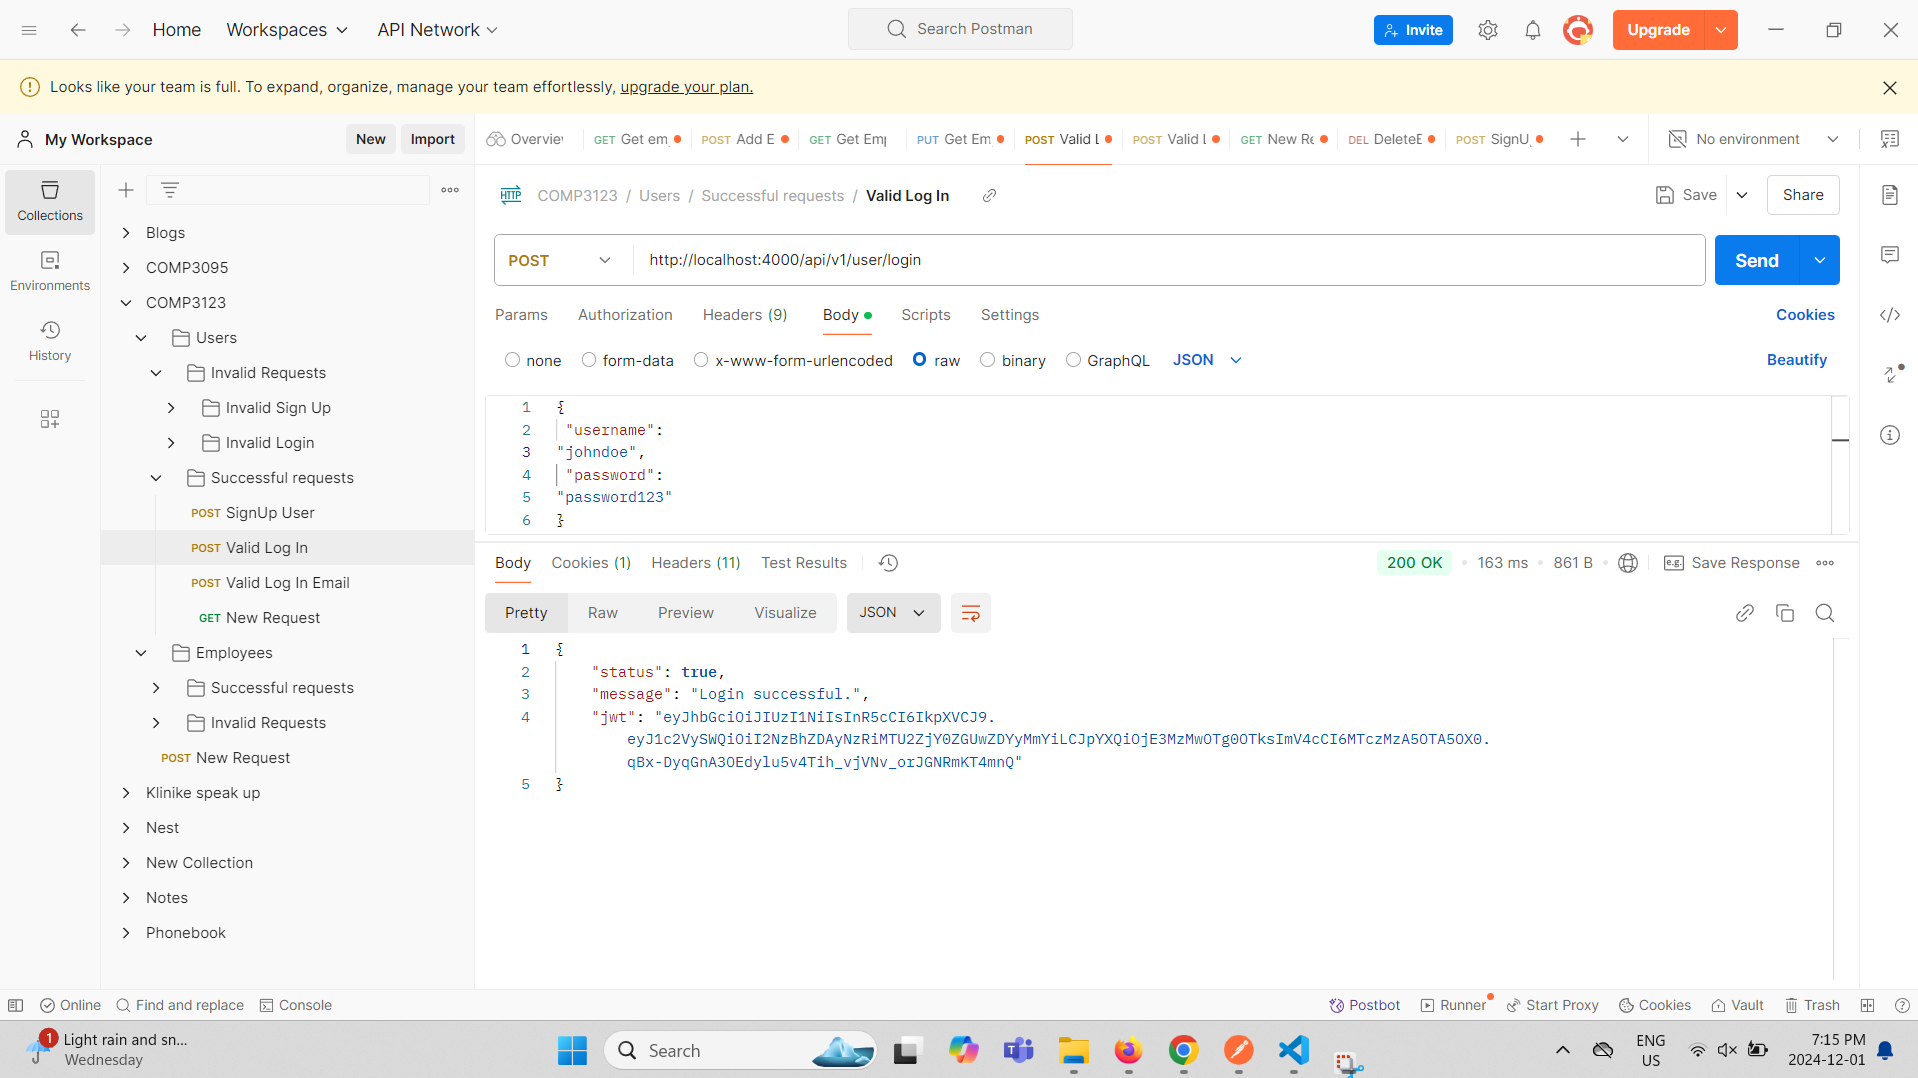 Home Workspaces API Network Search Postman Invite Upgrade
Looks like your team is full. To expand, organize, manage your team effortlessly, upgrade your plan.
My Workspace New Import
Overvie GET Get em POST Add E GET Get Emp PUT Get Em POST Valid L POST Valid L GET New Re DEL DeleteE POST SignU No environment
Collections
Environments
History
Blogs
COMP3095
COMP3123
Users
Invalid Requests
Invalid Sign Up
Invalid Login
Successful requests
POST SignUp User
POST Valid Log In
POST Valid Log In Email
GET New Request
Employees
Successful requests
Invalid Requests
POST New Request
Klinike speak up
Nest
New Collection
Notes
Phonebook
HTTP COMP3123 / Users / Successful requests / Valid Log In Save Share
POST http://localhost:4000/api/v1/user/login Send
Params Authorization Headers (9) Body Scripts Settings Cookies
none form-data x-www-form-urlencoded raw binary GraphQL JSON Beautify
1 {
2 "username":
3 "johndoe",
4 "password":
5 "password123"
6 }
Body Cookies (1) Headers (11) Test Results 200 OK 163 ms 861 B e.g. Save Response
Pretty Raw Preview Visualize JSON
1 {
2 "status": true,
3 "message": "Login successful.",
4 "jwt": "eyJhbGciOiJIUzI1NiIsInR5cCI6IkpXVCJ9.
eyJ1c2VySWQiOiI2NzBhZDAyNzRiMTU2ZjY0ZGUwZDYyMmYiLCJpYXQiOjE3MzMwOTg0OTksImV4cCI6MTczMzA5OTA5OX0.
qBx-DyqGnA3OEdylu5v4Tih_vjVNv_orJGNRmKT4mnQ"
5 }
Online Find and replace Console Postbot Runner Start Proxy Cookies Vault Trash
1 Light rain and sn...
Wednesday
Search
ENG
US
7:15 PM
2024-12-01